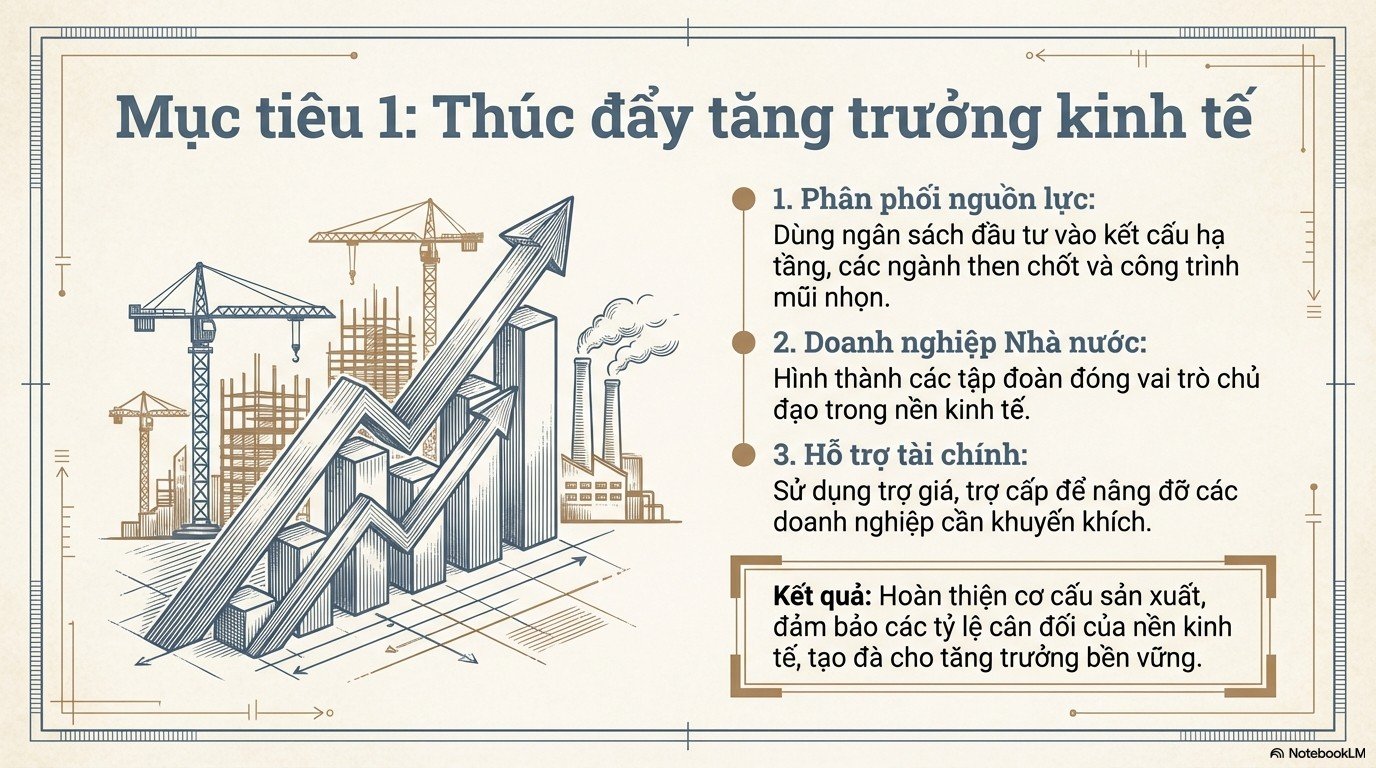 Mục tiêu 1: Thúc đẩy tăng trưởng kinh tế
1. Phân phối nguồn lực:
Dùng ngân sách đầu tư vào kết cấu hạ
tầng, các ngành then chốt và công trình
mũi nhọn.
2. Doanh nghiệp Nhà nước:
Hình thành các tập đoàn đóng vai trò chủ
đạo trong nền kinh tế.
3. Hỗ trợ tài chính:
Sử dụng trợ giá, trợ cấp để nâng đỡ các
doanh nghiệp cần khuyến khích.
Kết quả: Hoàn thiện cơ cấu sản xuất,
đảm bảo các tỷ lệ cân đối của nền kinh
tế, tạo đà cho tăng trưởng bền vững.
NotebookLM